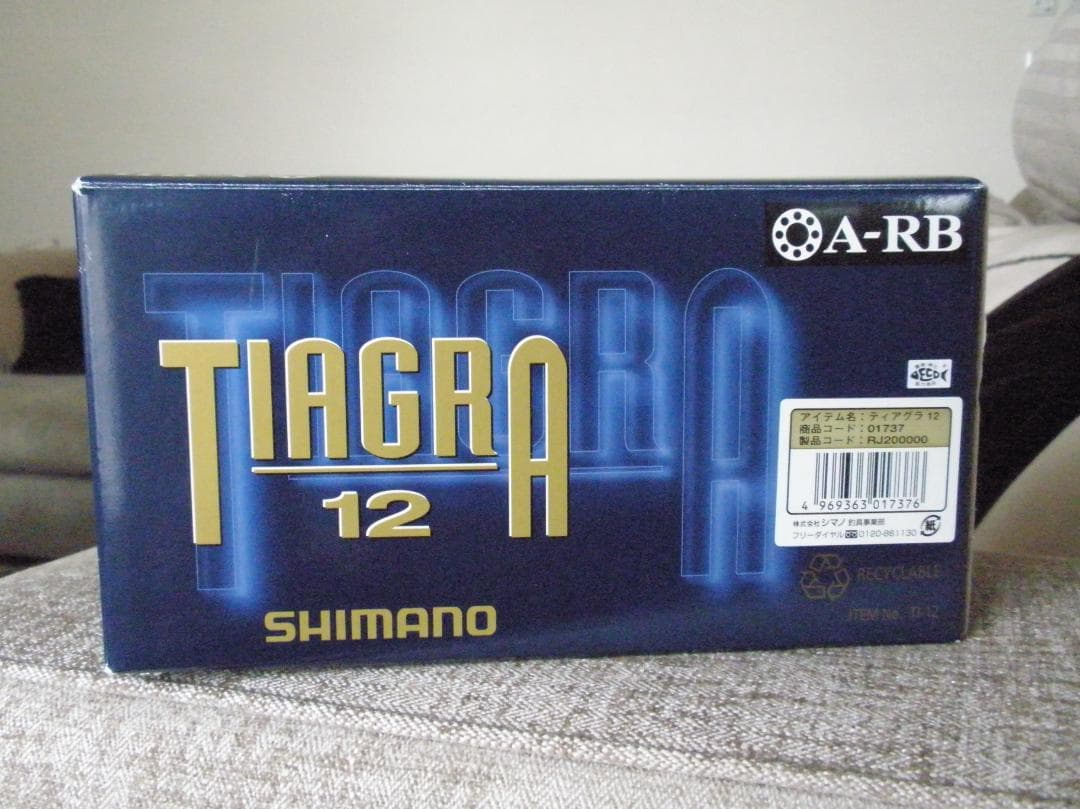 A-RB
TIAGRA
TIAGRA
12
SHIMANO
ECO
アイテム名：ティアグラ 12
商品コード：01737
製品コード：RJ200000
4 969363 017376
株式会社シマノ 釣具事業部
フリーダイヤル 0120-861130
紙
RECYCLABLE
ITEM No. TI-12